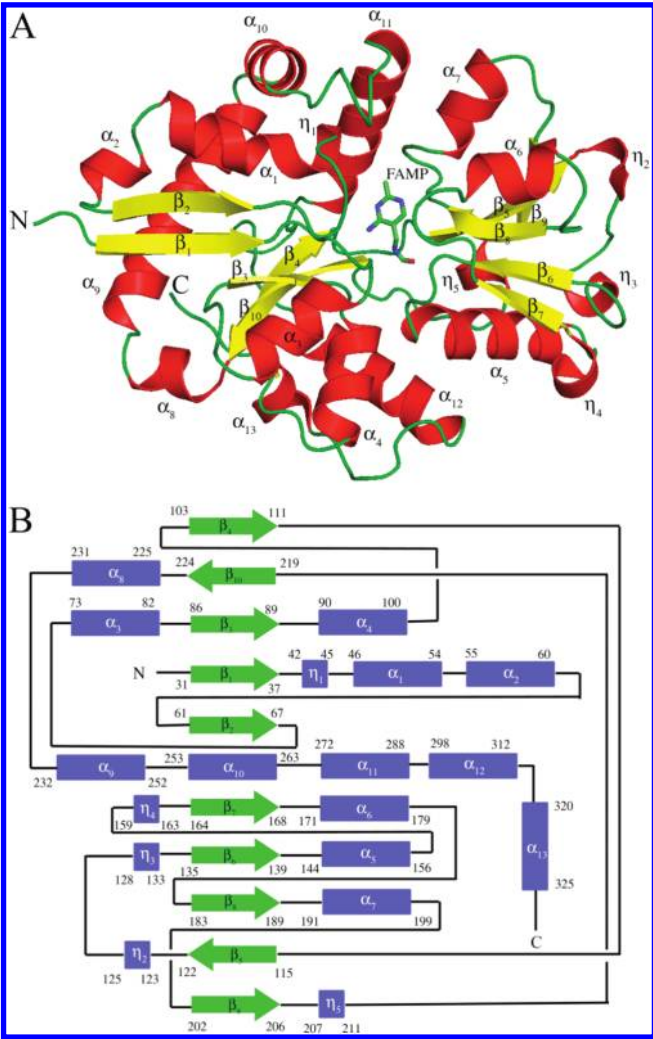 A
α₁₀
α₁₁
α₇
α₂
η₁
α₁
FAMP
α₆
η₂
N
β₂
β₅
β₉
β₈
β₁
β₄
β₃
η₅
β₆
η₃
α₉
C
β₁₀
α₃
β₇
α₅
α₈
α₁₂
η₄
α₁₃
α₄
B
103 β₄ 111
231 α₈ 225 224 β₁₀ 219
73 α₃ 82 86 β₃ 89 90 α₄ 100
N 31 β₁ 37 42 η₁ 45 46 α₁ 54 55 α₂ 60
61 β₂ 67
232 α₉ 252 253 α₁₀ 263 272 α₁₁ 288 298 α₁₂ 312
159 η₄ 163 164 β₇ 168 171 α₆ 179
320 α₁₃ 325
128 η₃ 133 135 β₆ 139 144 α₅ 156
183 β₈ 189 191 α₇ 199
C
125 η₂ 123 122 β₅ 115
202 β₉ 206 207 η₅ 211